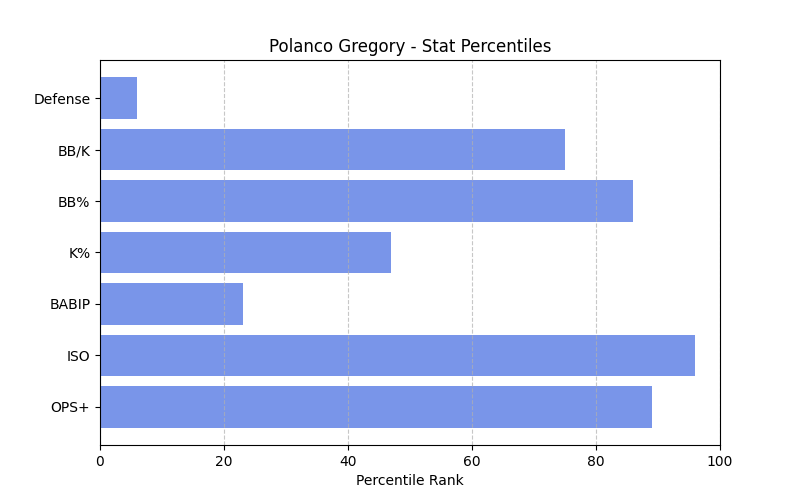 Polanco Gregory - Stat Percentiles
Defense
BB/K
BB%
K%
BABIP
ISO
OPS+
0 20 40 60 80 100
Percentile Rank